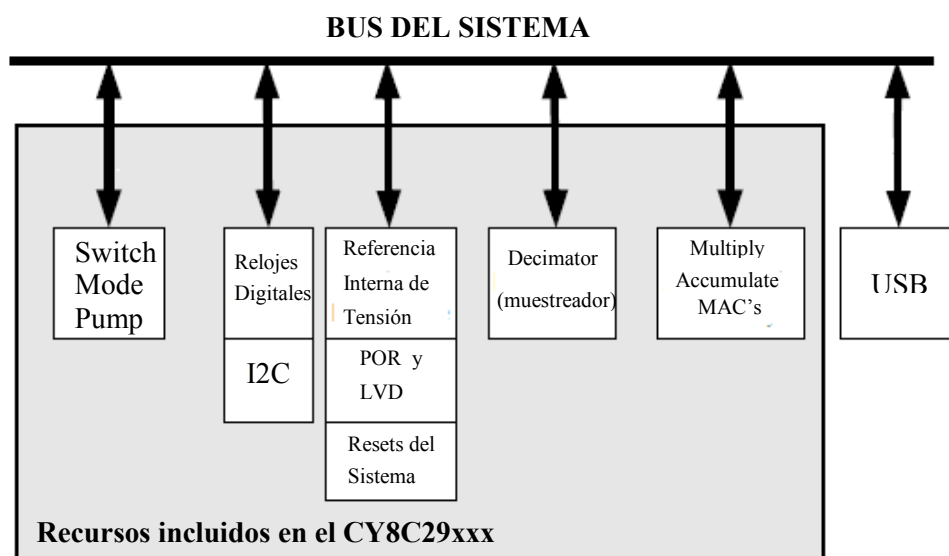 BUS DEL SISTEMA
Switch
Mode
Pump
Relojes
Digitales
I2C
Referencia
Interna de
Tensión
POR y
LVD
Resets del
Sistema
Decimator
(muestreador)
Multiply
Accumulate
MAC's
USB
Recursos incluidos en el CY8C29xxx